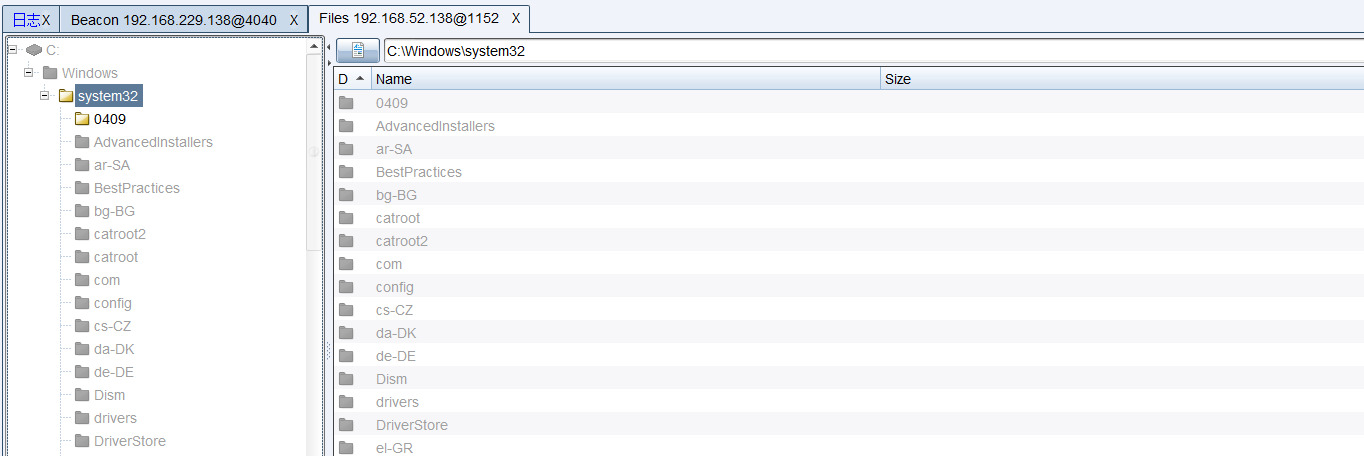 日志X Beacon 192.168.229.138@4040 X Files 192.168.52.138@1152 X
C:
Windows
system32
0409
AdvancedInstallers
ar-SA
BestPractices
bg-BG
catroot2
catroot
com
config
cs-CZ
da-DK
de-DE
Dism
drivers
DriverStore
C:\Windows\system32
D Name Size
0409
AdvancedInstallers
ar-SA
BestPractices
bg-BG
catroot
catroot2
com
config
cs-CZ
da-DK
de-DE
Dism
drivers
DriverStore
el-GR